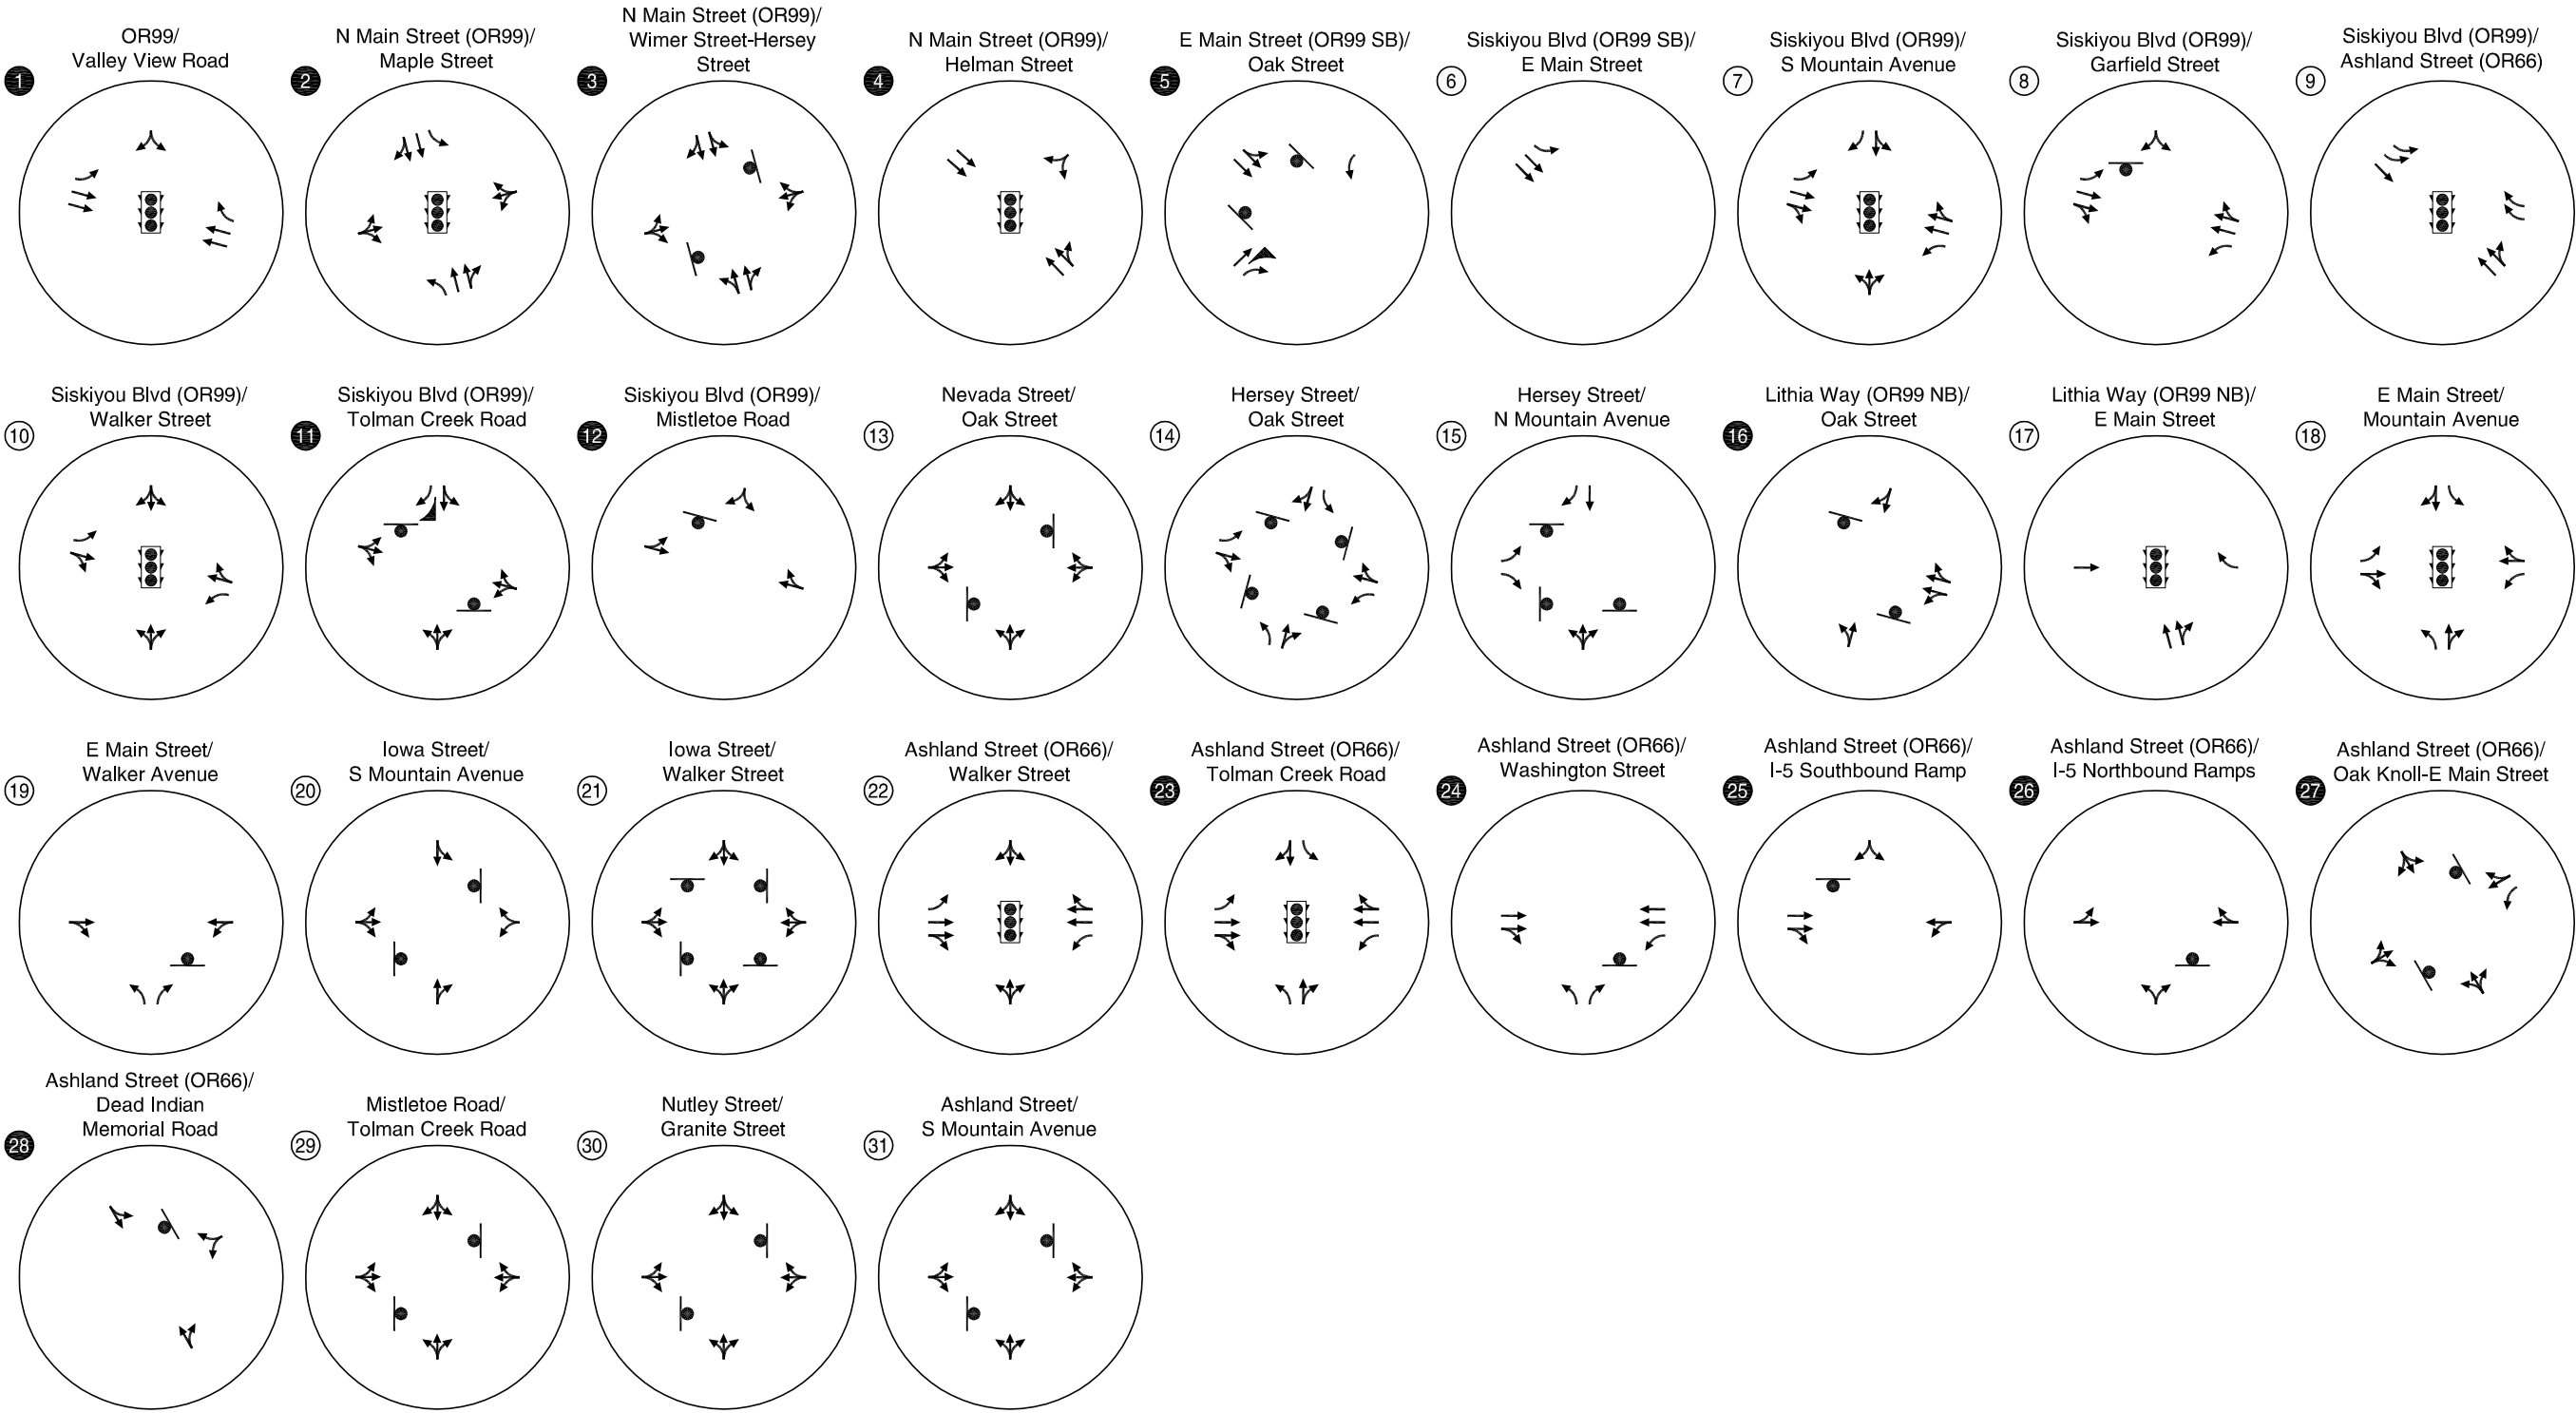 OR99/
Valley View Road
1
N Main Street (OR99)/
Maple Street
2
N Main Street (OR99)/
Wimer Street-Hersey
Street
3
N Main Street (OR99)/
Helman Street
4
E Main Street (OR99 SB)/
Oak Street
5
Siskiyou Blvd (OR99 SB)/
E Main Street
6
Siskiyou Blvd (OR99)/
S Mountain Avenue
7
Siskiyou Blvd (OR99)/
Garfield Street
8
Siskiyou Blvd (OR99)/
Ashland Street (OR66)
9
Siskiyou Blvd (OR99)/
Walker Street
10
Siskiyou Blvd (OR99)/
Tolman Creek Road
11
Siskiyou Blvd (OR99)/
Mistletoe Road
12
Nevada Street/
Oak Street
13
Hersey Street/
Oak Street
14
Hersey Street/
N Mountain Avenue
15
Lithia Way (OR99 NB)/
Oak Street
16
Lithia Way (OR99 NB)/
E Main Street
17
E Main Street/
Mountain Avenue
18
E Main Street/
Walker Avenue
19
Iowa Street/
S Mountain Avenue
20
Iowa Street/
Walker Street
21
Ashland Street (OR66)/
Walker Street
22
Ashland Street (OR66)/
Tolman Creek Road
23
Ashland Street (OR66)/
Washington Street
24
Ashland Street (OR66)/
I-5 Southbound Ramp
25
Ashland Street (OR66)/
I-5 Northbound Ramps
26
Ashland Street (OR66)/
Oak Knoll-E Main Street
27
Ashland Street (OR66)/
Dead Indian
Memorial Road
28
Mistletoe Road/
Tolman Creek Road
29
Nutley Street/
Granite Street
30
Ashland Street/
S Mountain Avenue
31